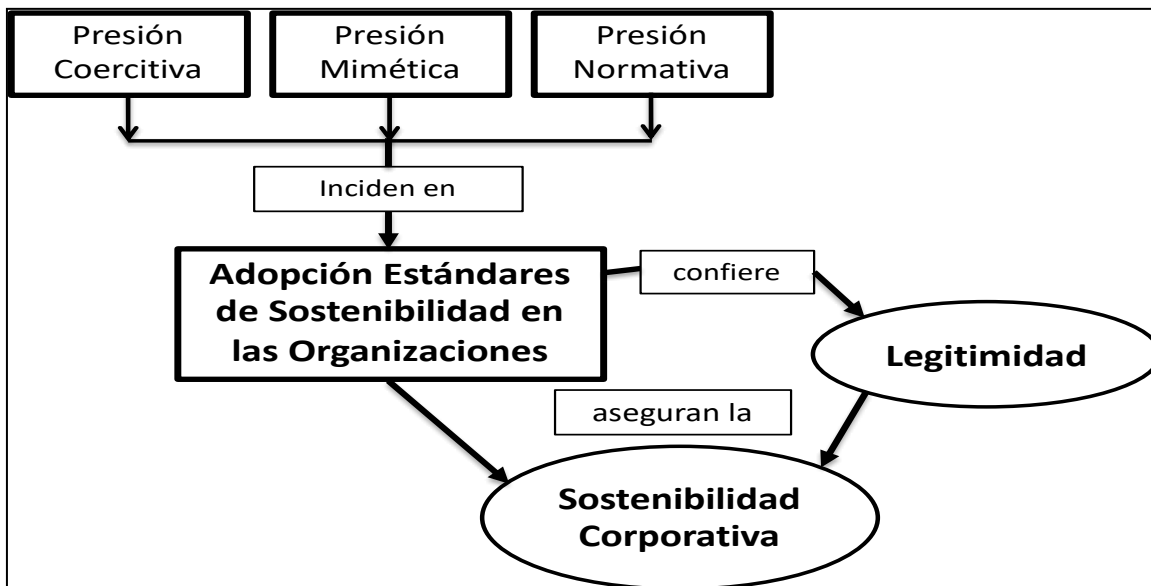 Presión
Coercitiva
Presión
Mimética
Presión
Normativa
Inciden en
Adopción Estándares
de Sostenibilidad en
las Organizaciones
confiere
Legitimidad
aseguran la
Sostenibilidad
Corporativa